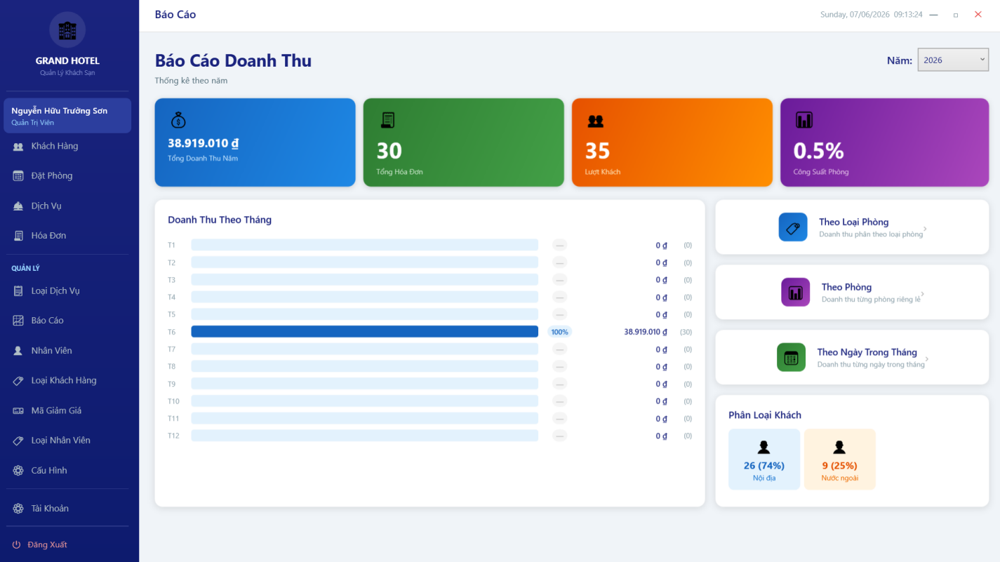 GRAND HOTEL
Quản Lý Khách Sạn
Nguyễn Hữu Trường Sơn
Quản Trị Viên
Khách Hàng
Đặt Phòng
Dịch Vụ
Hóa Đơn
QUẢN LÝ
Loại Dịch Vụ
Báo Cáo
Nhân Viên
Loại Khách Hàng
Mã Giảm Giá
Loại Nhân Viên
Cấu Hình
Tài Khoản
Đăng Xuất
Báo Cáo
Sunday, 07/06/2026 09:13:24
Báo Cáo Doanh Thu
Thống kê theo năm
Năm: 2026
38.919.010 ₫
Tổng Doanh Thu Năm
30
Tổng Hóa Đơn
35
Lượt Khách
0.5%
Công Suất Phòng
Doanh Thu Theo Tháng
T1 — 0 ₫ (0)
T2 — 0 ₫ (0)
T3 — 0 ₫ (0)
T4 — 0 ₫ (0)
T5 — 0 ₫ (0)
T6 100% 38.919.010 ₫ (30)
T7 — 0 ₫ (0)
T8 — 0 ₫ (0)
T9 — 0 ₫ (0)
T10 — 0 ₫ (0)
T11 — 0 ₫ (0)
T12 — 0 ₫ (0)
Theo Loại Phòng
Doanh thu phân theo loại phòng
Theo Phòng
Doanh thu từng phòng riêng lẻ
Theo Ngày Trong Tháng
Doanh thu từng ngày trong tháng
Phân Loại Khách
26 (74%)
Nội địa
9 (25%)
Nước ngoài